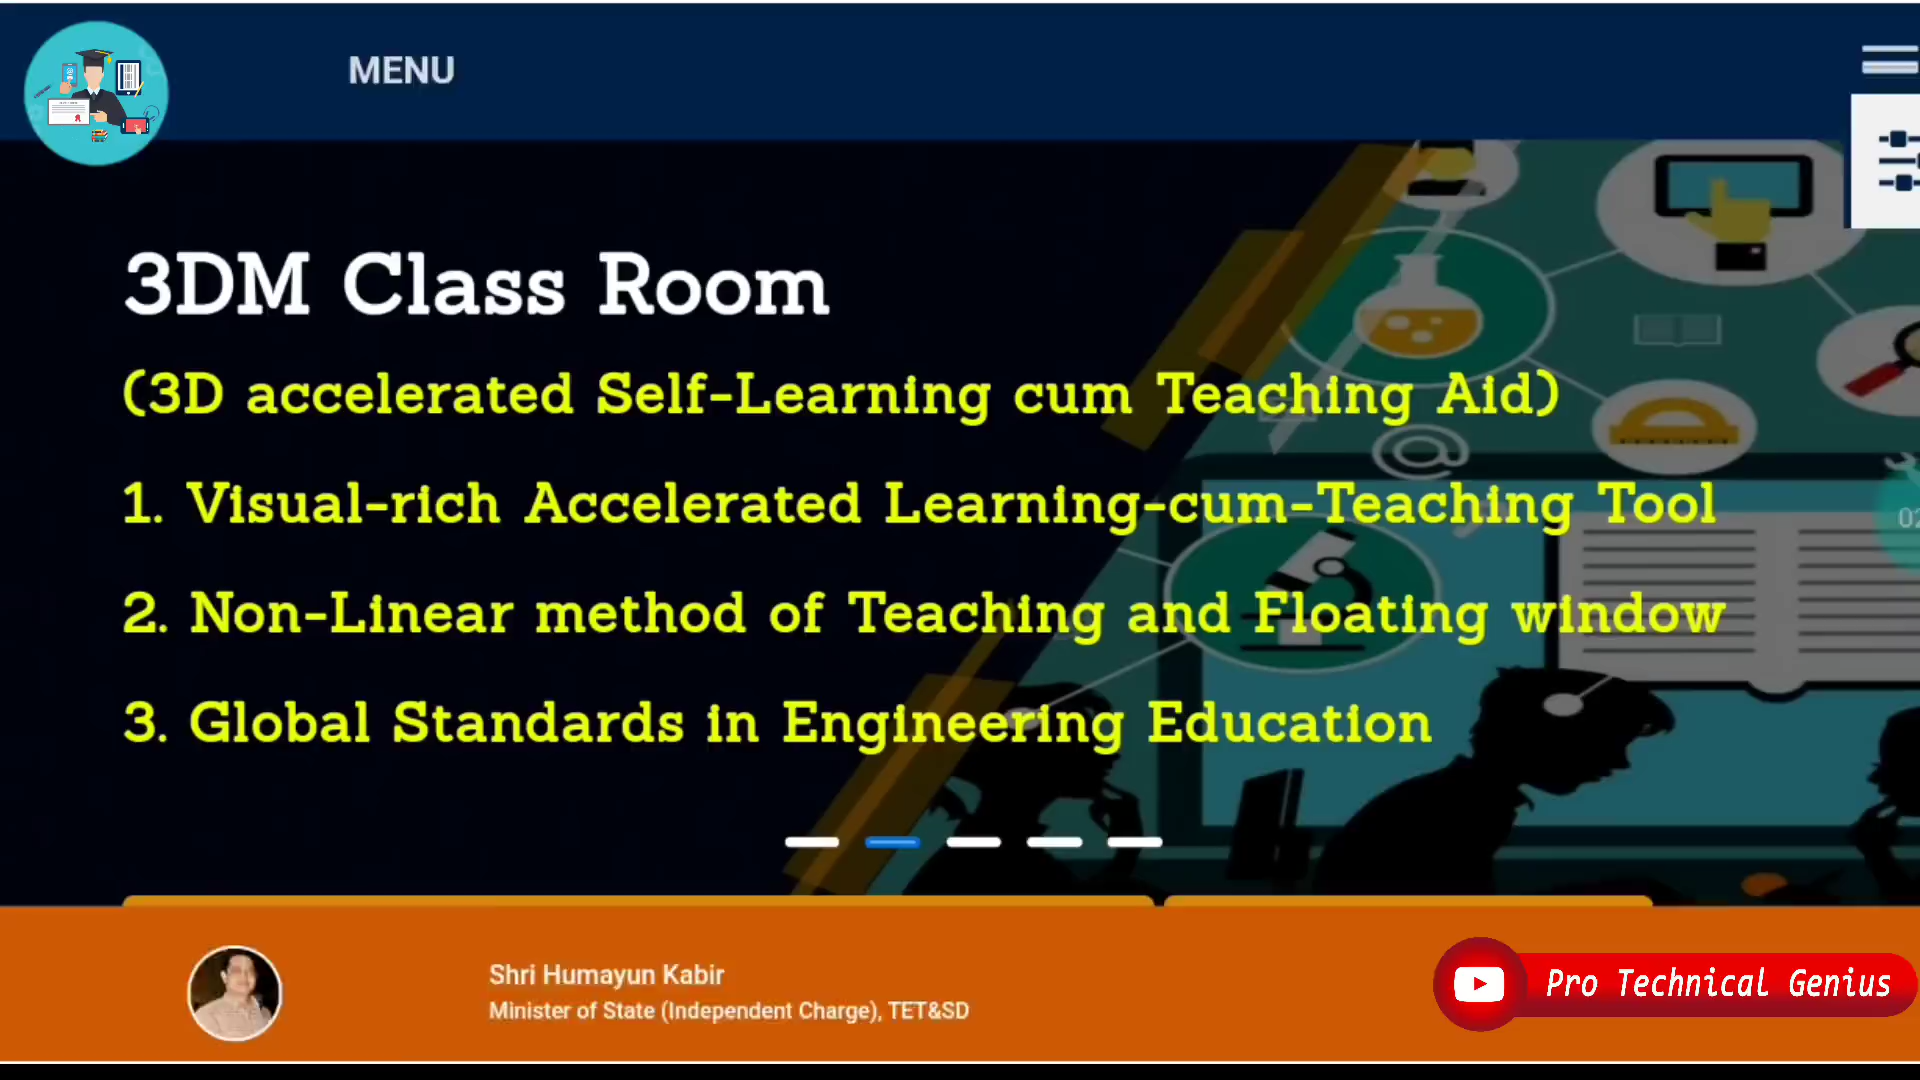 MENU
3DM Class Room
(3D accelerated Self-Learning cum Teaching Aid)
1. Visual-rich Accelerated Learning-cum-Teaching Tool
2. Non-Linear method of Teaching and Floating window
3. Global Standards in Engineering Education
Shri Humayun Kabir
Minister of State (Independent Charge), TET&SD
Pro Technical Genius